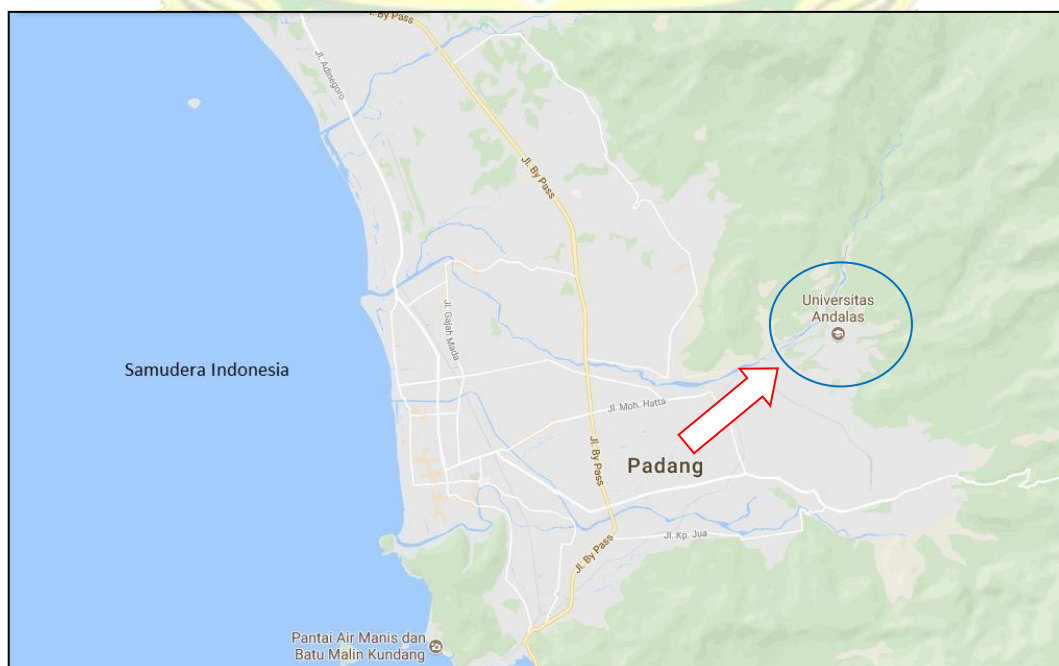 Jl. By Pass
Jl. Adinegoro
Jl. By Pass
Universitas
Andalas
Jl. Gajah Mada
Samudera Indonesia
Jl. Moh. Hatta
Jl. By Pass
Padang
Jl. Kp. Jua
Jl. By Pass
Pantai Air Manis dan
Batu Malin Kundang